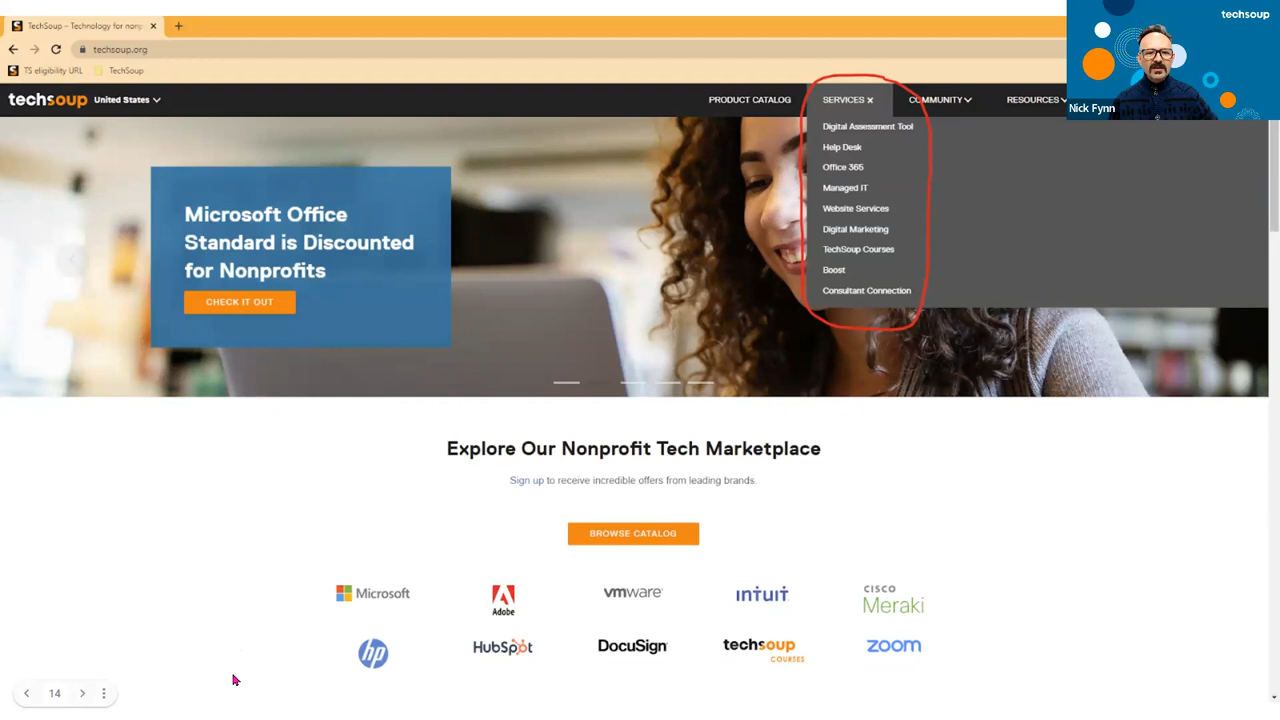 TechSoup – Technology for nonp
techsoup.org
TS eligibility URL
TechSoup
techsoup
Nick Fynn
techsoup
United States
PRODUCT CATALOG
SERVICES
COMMUNITY
RESOURCES
Digital Assessment Tool
Help Desk
Office 365
Managed IT
Website Services
Digital Marketing
TechSoup Courses
Boost
Consultant Connection
Microsoft Office
Standard is Discounted
for Nonprofits
CHECK IT OUT
Explore Our Nonprofit Tech Marketplace
Sign up to receive incredible offers from leading brands.
BROWSE CATALOG
Microsoft
Adobe
vmware
intuit
CISCO
Meraki
hp
HubSpot
DocuSign
techsoup
COURSES
zoom
14